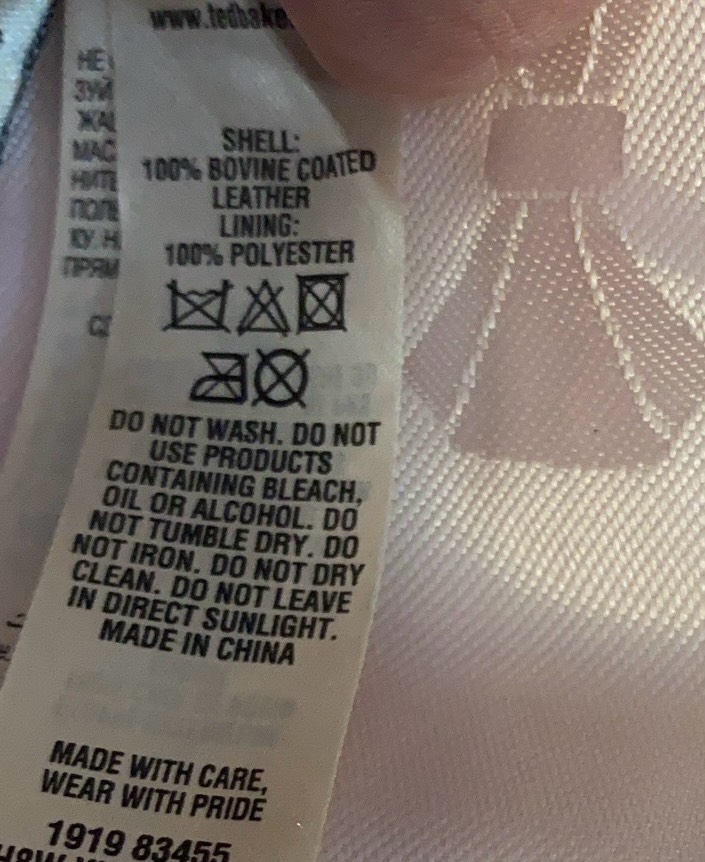 SHELL:
100% BOVINE COATED
LEATHER
LINING:
100% POLYESTER
DO NOT WASH. DO NOT
USE PRODUCTS
CONTAINING BLEACH,
OIL OR ALCOHOL. DO
NOT TUMBLE DRY. DO
NOT IRON. DO NOT DRY
CLEAN. DO NOT LEAVE
IN DIRECT SUNLIGHT.
MADE IN CHINA
MADE WITH CARE,
WEAR WITH PRIDE
1919 83455